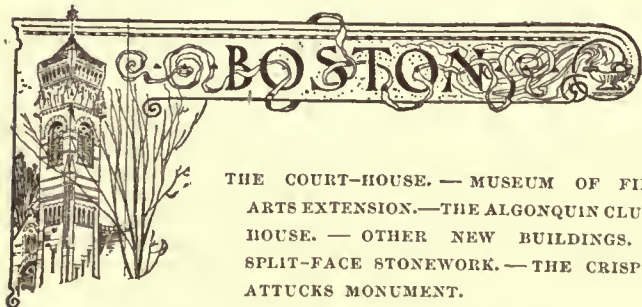 BOSTON
THE COURT-HOUSE. — MUSEUM OF FI
ARTS EXTENSION.—THE ALGONQUIN CLU
HOUSE. — OTHER NEW BUILDINGS.
SPLIT-FACE STONEWORK. — THE CRISP
ATTUCKS MONUMENT.